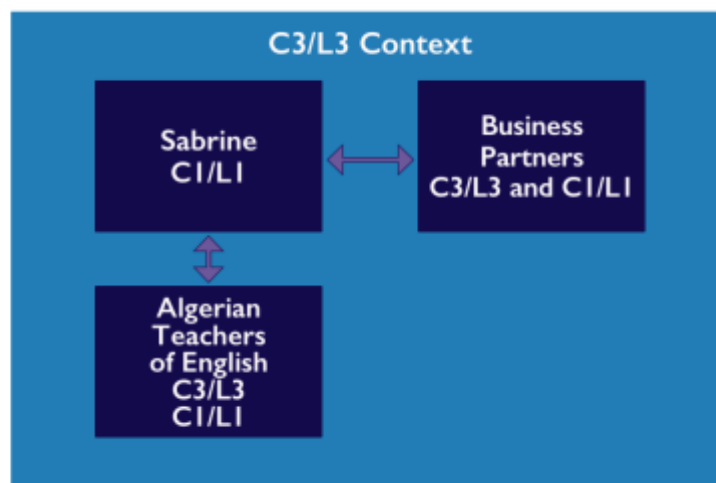 C3/L3 Context
Sabrine
C1/L1
Business
Partners
C3/L3 and C1/L1
Algerian
Teachers
of English
C3/L3
C1/L1